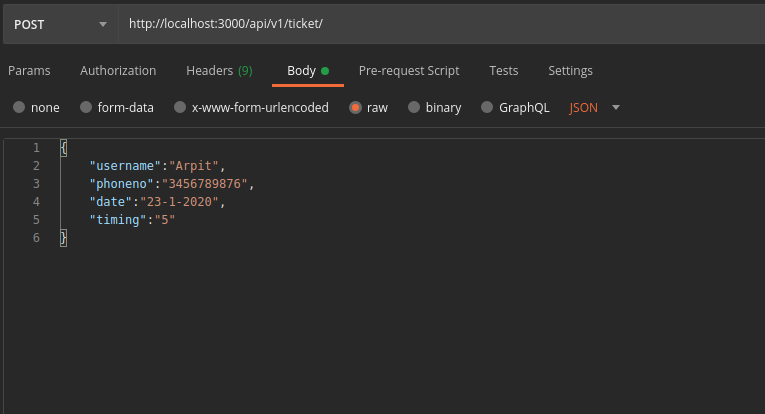 POST http://localhost:3000/api/v1/ticket/
Params Authorization Headers (9) Body Pre-request Script Tests Settings
none form-data x-www-form-urlencoded raw binary GraphQL JSON
1 {
2 "username":"Arpit",
3 "phoneno":"3456789876",
4 "date":"23-1-2020",
5 "timing":"5"
6 }